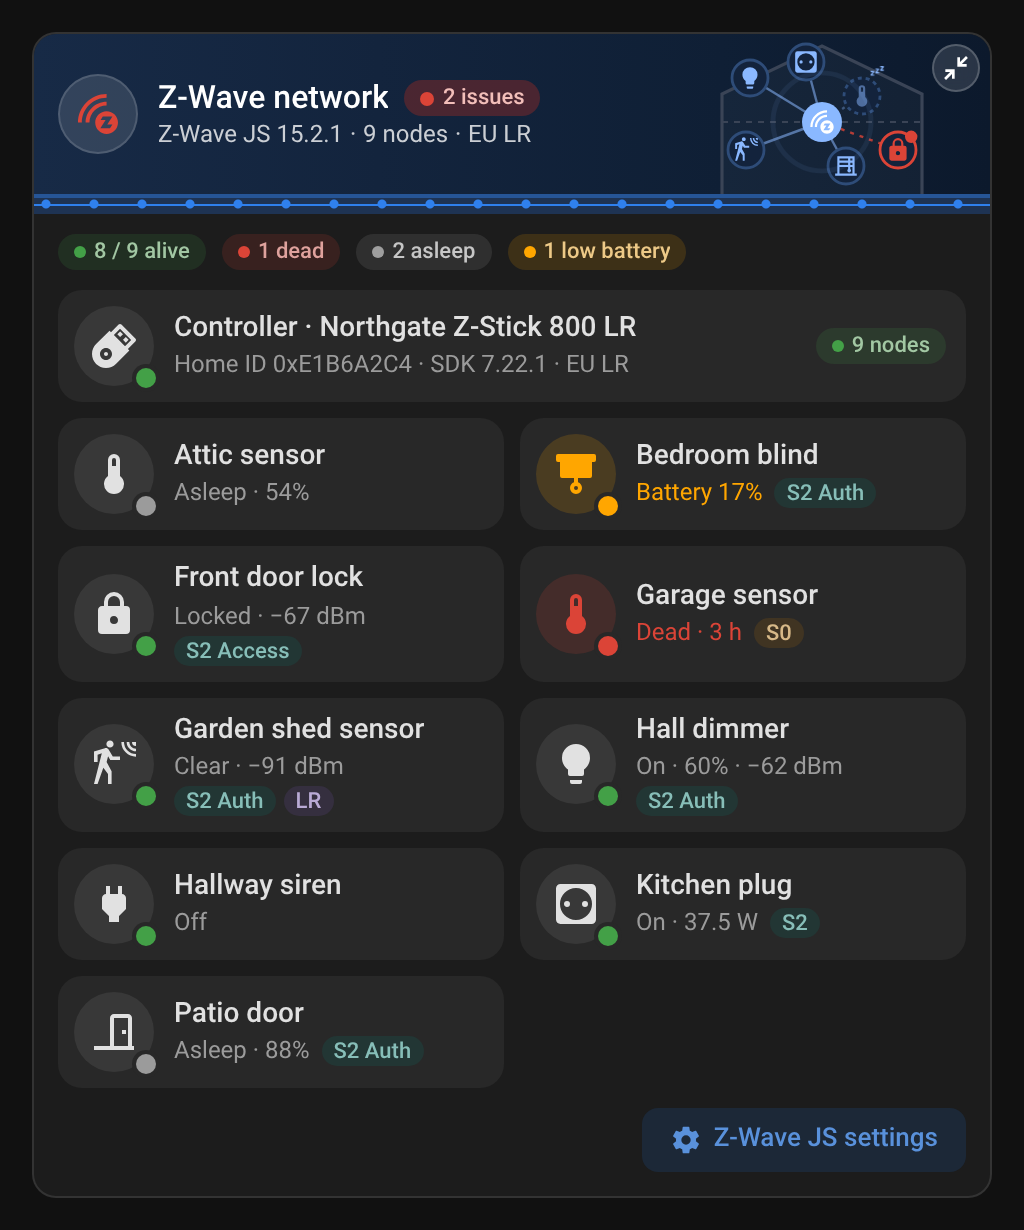 Z-Wave network
2 issues
Z-Wave JS 15.2.1 · 9 nodes · EU LR
z z z
8 / 9 alive
1 dead
2 asleep
1 low battery
Controller · Northgate Z-Stick 800 LR
Home ID 0xE1B6A2C4 · SDK 7.22.1 · EU LR
9 nodes
Attic sensor
Asleep · 54%
Bedroom blind
Battery 17% S2 Auth
Front door lock
Locked · −67 dBm
S2 Access
Garage sensor
Dead · 3 h S0
Garden shed sensor
Clear · −91 dBm
S2 Auth LR
Hall dimmer
On · 60% · −62 dBm
S2 Auth
Hallway siren
Off
Kitchen plug
On · 37.5 W S2
Patio door
Asleep · 88% S2 Auth
Z-Wave JS settings